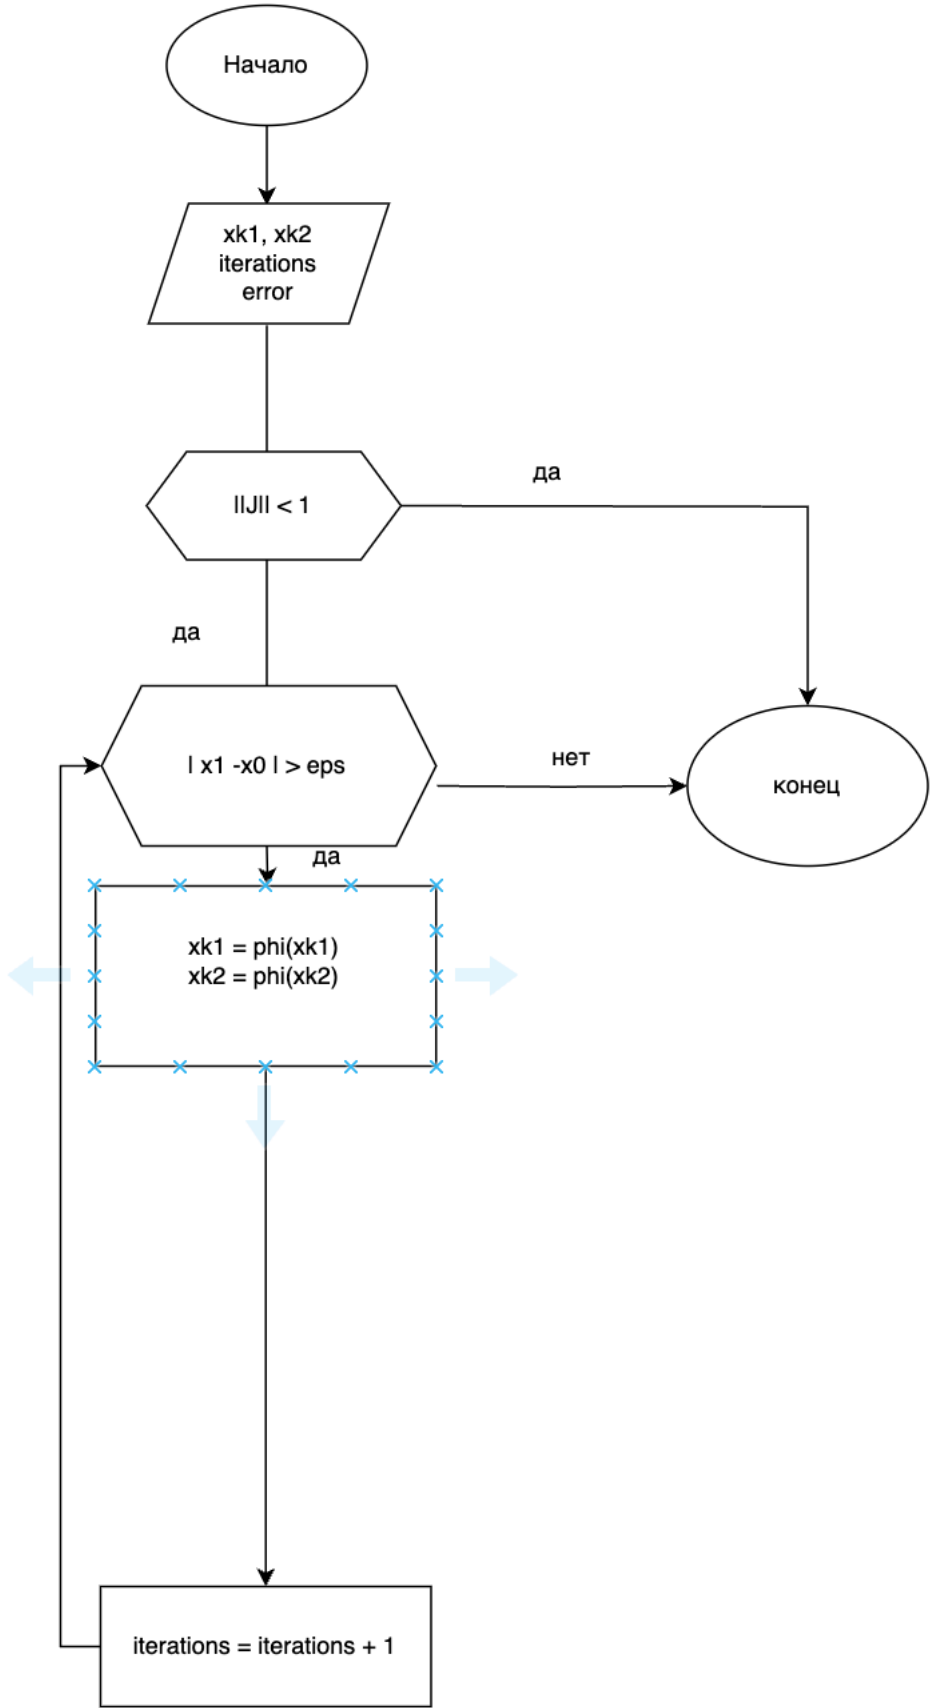 Начало
xk1, xk2
iterations
error
||J|| < 1
да
да
| x1 -x0 | > eps
нет
конец
да
xk1 = phi(xk1)
xk2 = phi(xk2)
iterations = iterations + 1